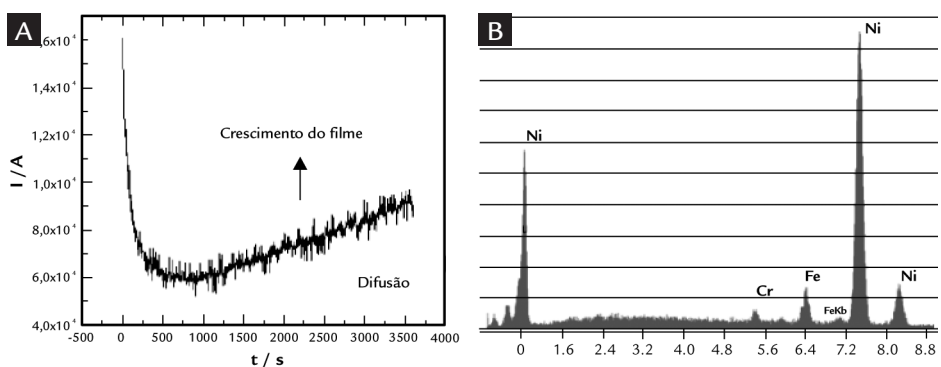 A
1,6x10⁴
1,4x10⁴
1,2x10⁴
1,0x10⁴
8,0x10⁴
6,0x10⁴
4,0x10⁴
I / A
Crescimento do filme
Difusão
-500 0 500 1000 1500 2000 2500 3000 3500 4000
t / s
B
Ni
Ni
Cr
Fe
FeKb
Ni
0 1.6 2.4 3.2 4.0 4.8 5.6 6.4 7.2 8.0 8.8